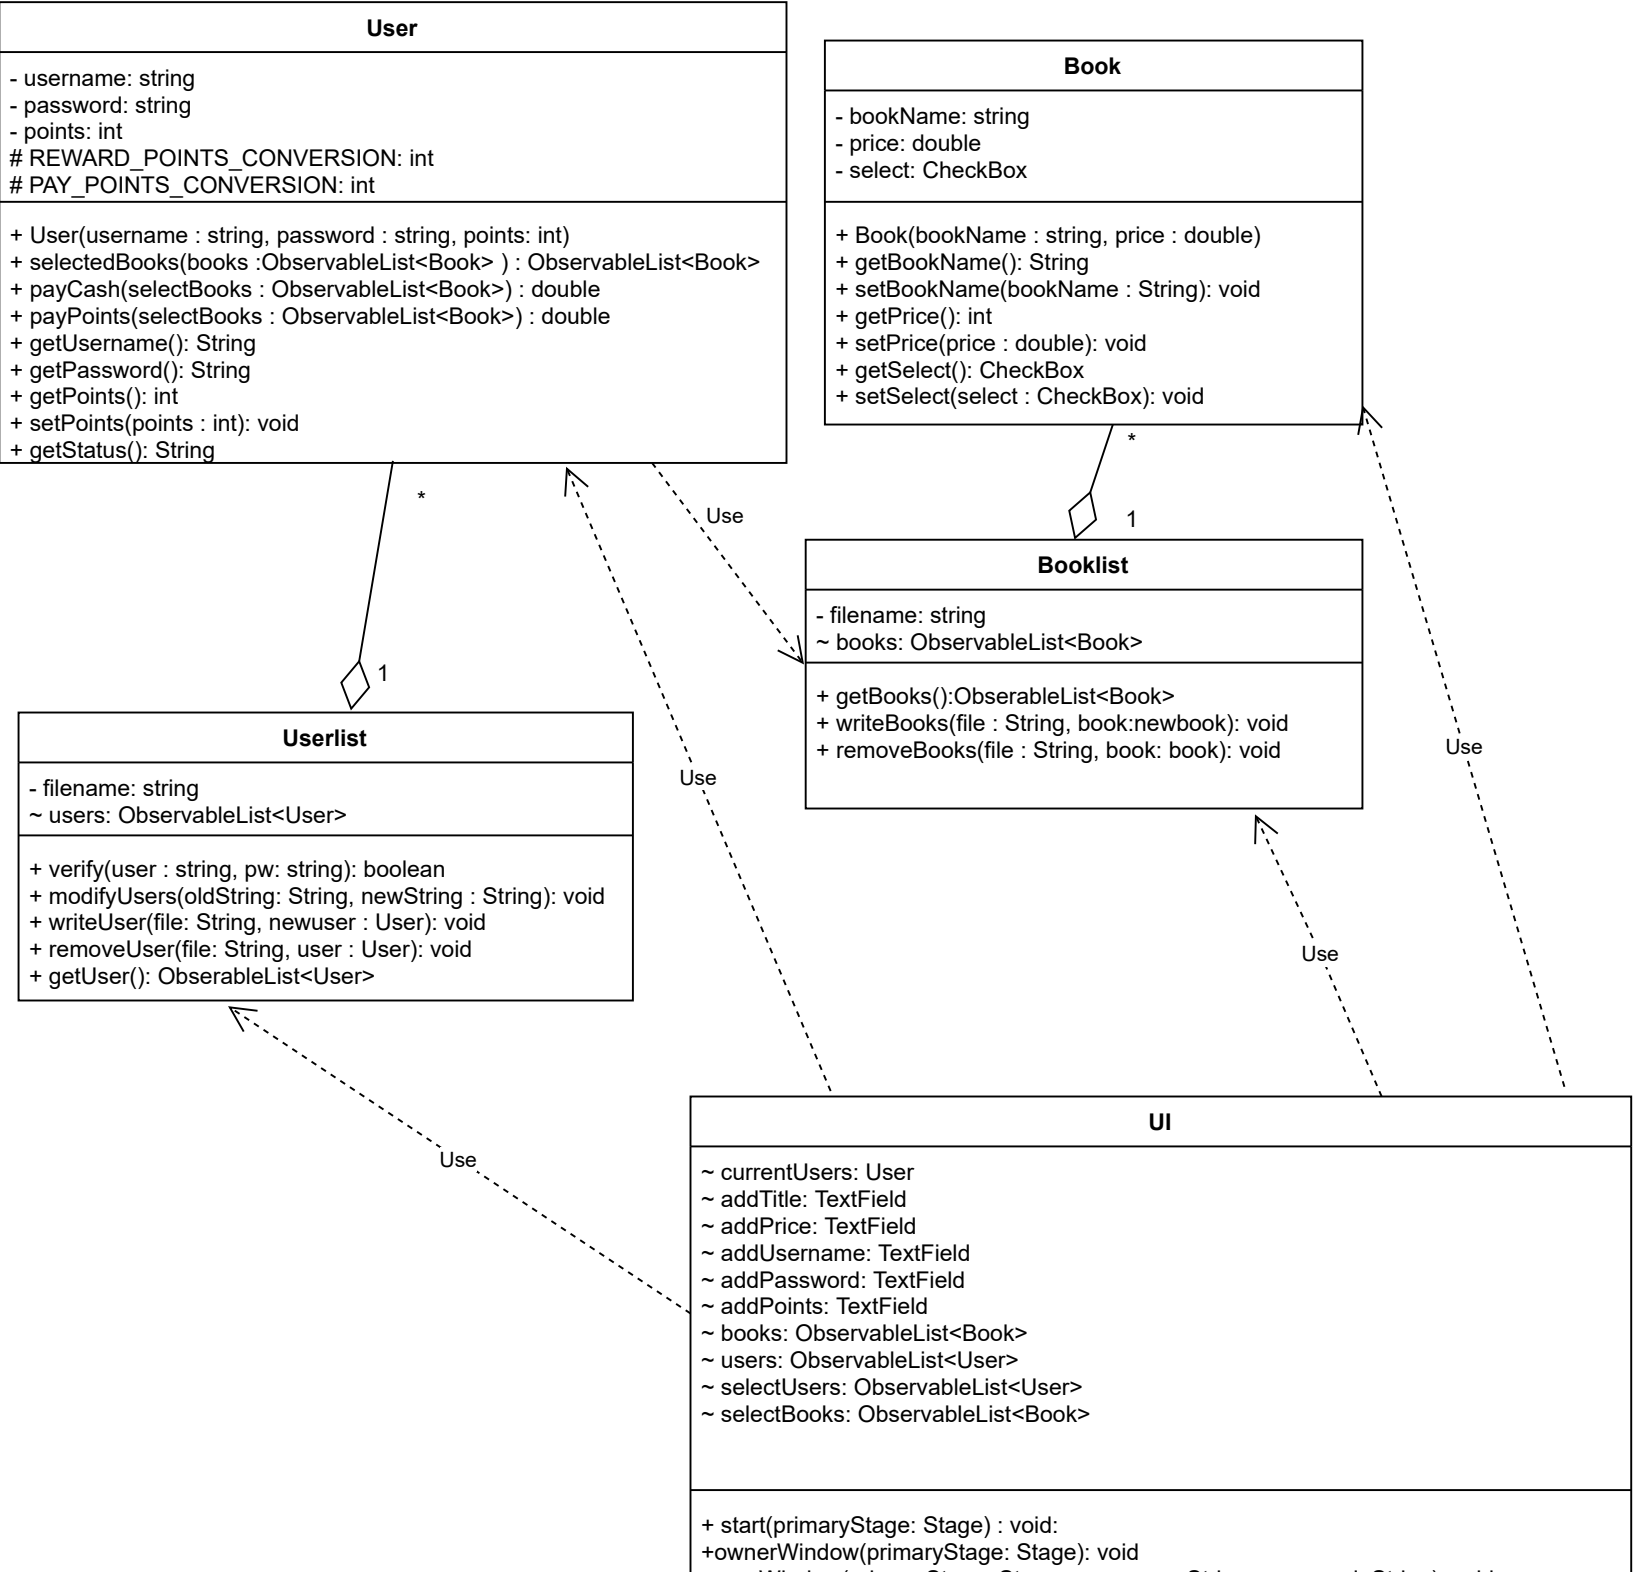 User
- username: string
- password: string
- points: int
# REWARD_POINTS_CONVERSION: int
# PAY_POINTS_CONVERSION: int
+ User(username : string, password : string, points: int)
+ selectedBooks(books :ObservableList<Book> ) : ObservableList<Book>
+ payCash(selectBooks : ObservableList<Book>) : double
+ payPoints(selectBooks : ObservableList<Book>) : double
+ getUsername(): String
+ getPassword(): String
+ getPoints(): int
+ setPoints(points : int): void
+ getStatus(): String
Book
- bookName: string
- price: double
- select: CheckBox
+ Book(bookName : string, price : double)
+ getBookName(): String
+ setBookName(bookName : String): void
+ getPrice(): int
+ setPrice(price : double): void
+ getSelect(): CheckBox
+ setSelect(select : CheckBox): void
*
1
*
1
Use
Booklist
- filename: string
~ books: ObservableList<Book>
+ getBooks():ObserableList<Book>
+ writeBooks(file : String, book:newbook): void
+ removeBooks(file : String, book: book): void
Userlist
- filename: string
~ users: ObservableList<User>
+ verify(user : string, pw: string): boolean
+ modifyUsers(oldString: String, newString : String): void
+ writeUser(file: String, newuser : User): void
+ removeUser(file: String, user : User): void
+ getUser(): ObserableList<User>
Use
Use
Use
Use
UI
~ currentUsers: User
~ addTitle: TextField
~ addPrice: TextField
~ addUsername: TextField
~ addPassword: TextField
~ addPoints: TextField
~ books: ObservableList<Book>
~ users: ObservableList<User>
~ selectUsers: ObservableList<User>
~ selectBooks: ObservableList<Book>
+ start(primaryStage: Stage) : void:
+ownerWindow(primaryStage: Stage): void